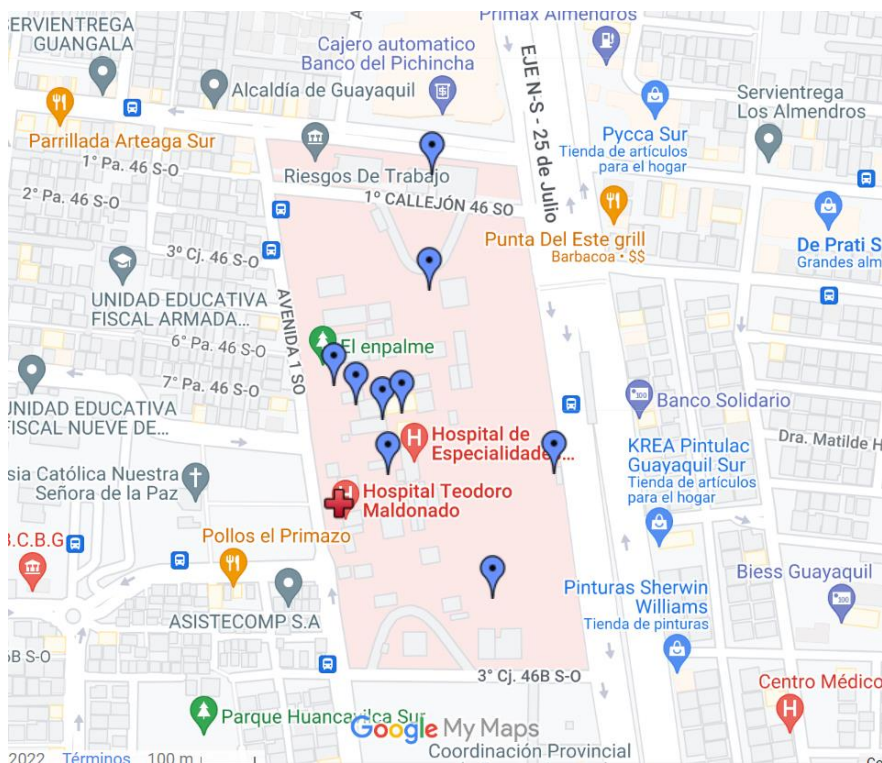 SERVIENTREGA
GUANGALA
Primax Almendros
Cajero automatico
Banco del Pichincha
Alcaldía de Guayaquil
EJE N-S - 25 de Julio
Servientrega
Los Almendros
Parrillada Arteaga Sur
Pycca Sur
Tienda de artículos
para el hogar
1° Pa. 46 S-O
Riesgos De Trabajo
2° Pa. 46 S-O
1º CALLEJÓN 46 SO
3º Cj. 46 S-O
Punta Del Este grill
Barbacoa • $$
De Prati S
Grandes alm
UNIDAD EDUCATIVA
FISCAL ARMADA...
AVENIDA 1 SO
6° Pa. 46 S-O
El enpalme
7° Pa. 46 S-O
UNIDAD EDUCATIVA
FISCAL NUEVE DE...
Banco Solidario
Hospital de
Especialidade
Dra. Matilde H
KREA Pintulac
Guayaquil Sur
Tienda de artículos
para el hogar
sia Católica Nuestra
Señora de la Paz
Hospital Teodoro
Maldonado
B.C.B.G
Pollos el Primazo
Biess Guayaquil
ASISTECOMP S.A
Pinturas Sherwin
Williams
Tienda de pinturas
6B S-O
3° Cj. 46B S-O
Centro Médico
Parque Huancavilca Sur
Google My Maps
Coordinación Provincial
2022 Términos 100 m